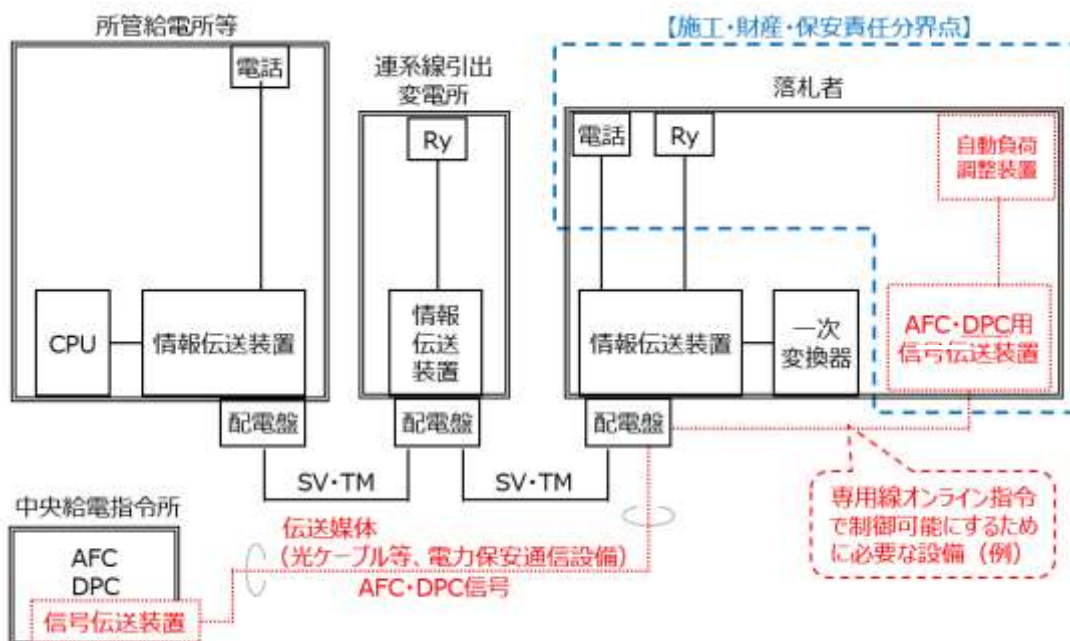 所管給電所等
電話
CPU
情報伝送装置
配電盤
連系線引出
変電所
Ry
情報
伝送
装置
配電盤
【施工・財産・保安責任分界点】
落札者
電話
Ry
自動負荷
調整装置
情報伝送装置
一次
変換器
AFC・DPC用
信号伝送装置
配電盤
SV・TM
SV・TM
中央給電指令所
AFC
DPC
信号伝送装置
伝送媒体
(光ケーブル等、電力保安通信設備)
AFC・DPC信号
専用線オンライン指令
で制御可能にするため
に必要な設備（例）